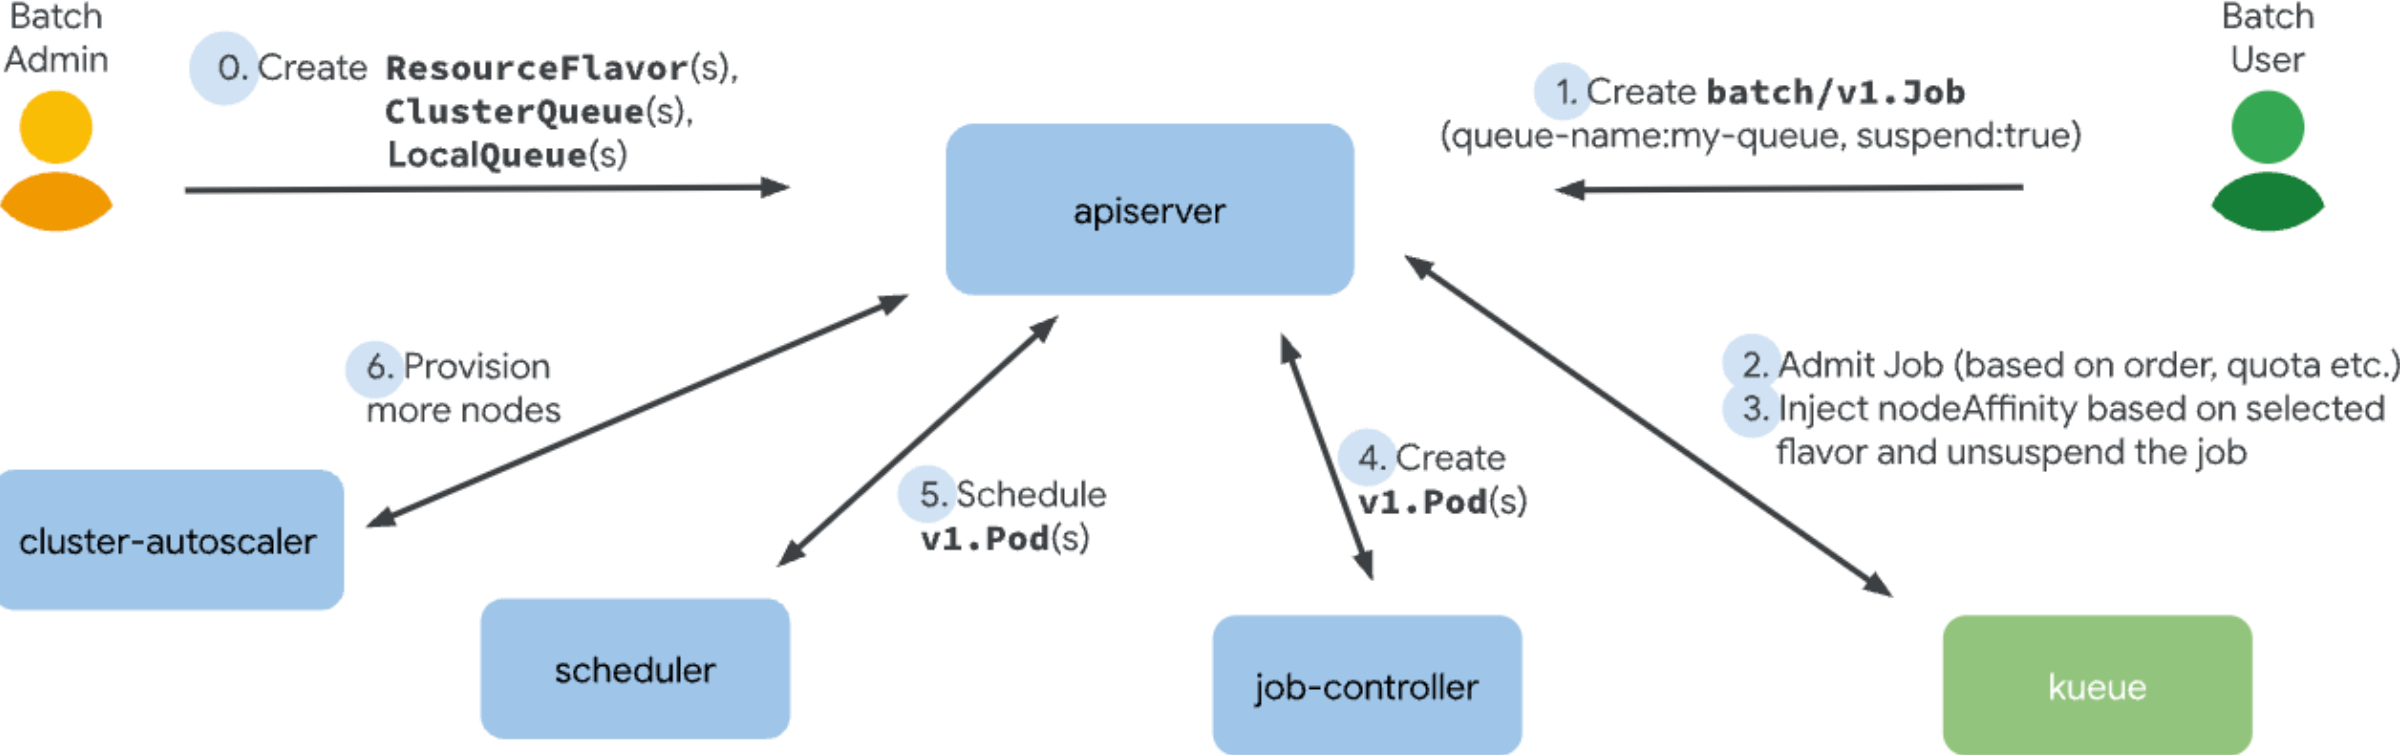 Batch
Admin
0. Create ResourceFlavor(s),
ClusterQueue(s),
LocalQueue(s)
Batch
User
1. Create batch/v1.Job
(queue-name:my-queue, suspend:true)
apiserver
6. Provision
more nodes
5. Schedule
v1.Pod(s)
4. Create
v1.Pod(s)
2. Admit Job (based on order, quota etc.)
3. Inject nodeAffinity based on selected
flavor and unsuspend the job
cluster-autoscaler
scheduler
job-controller
kueue